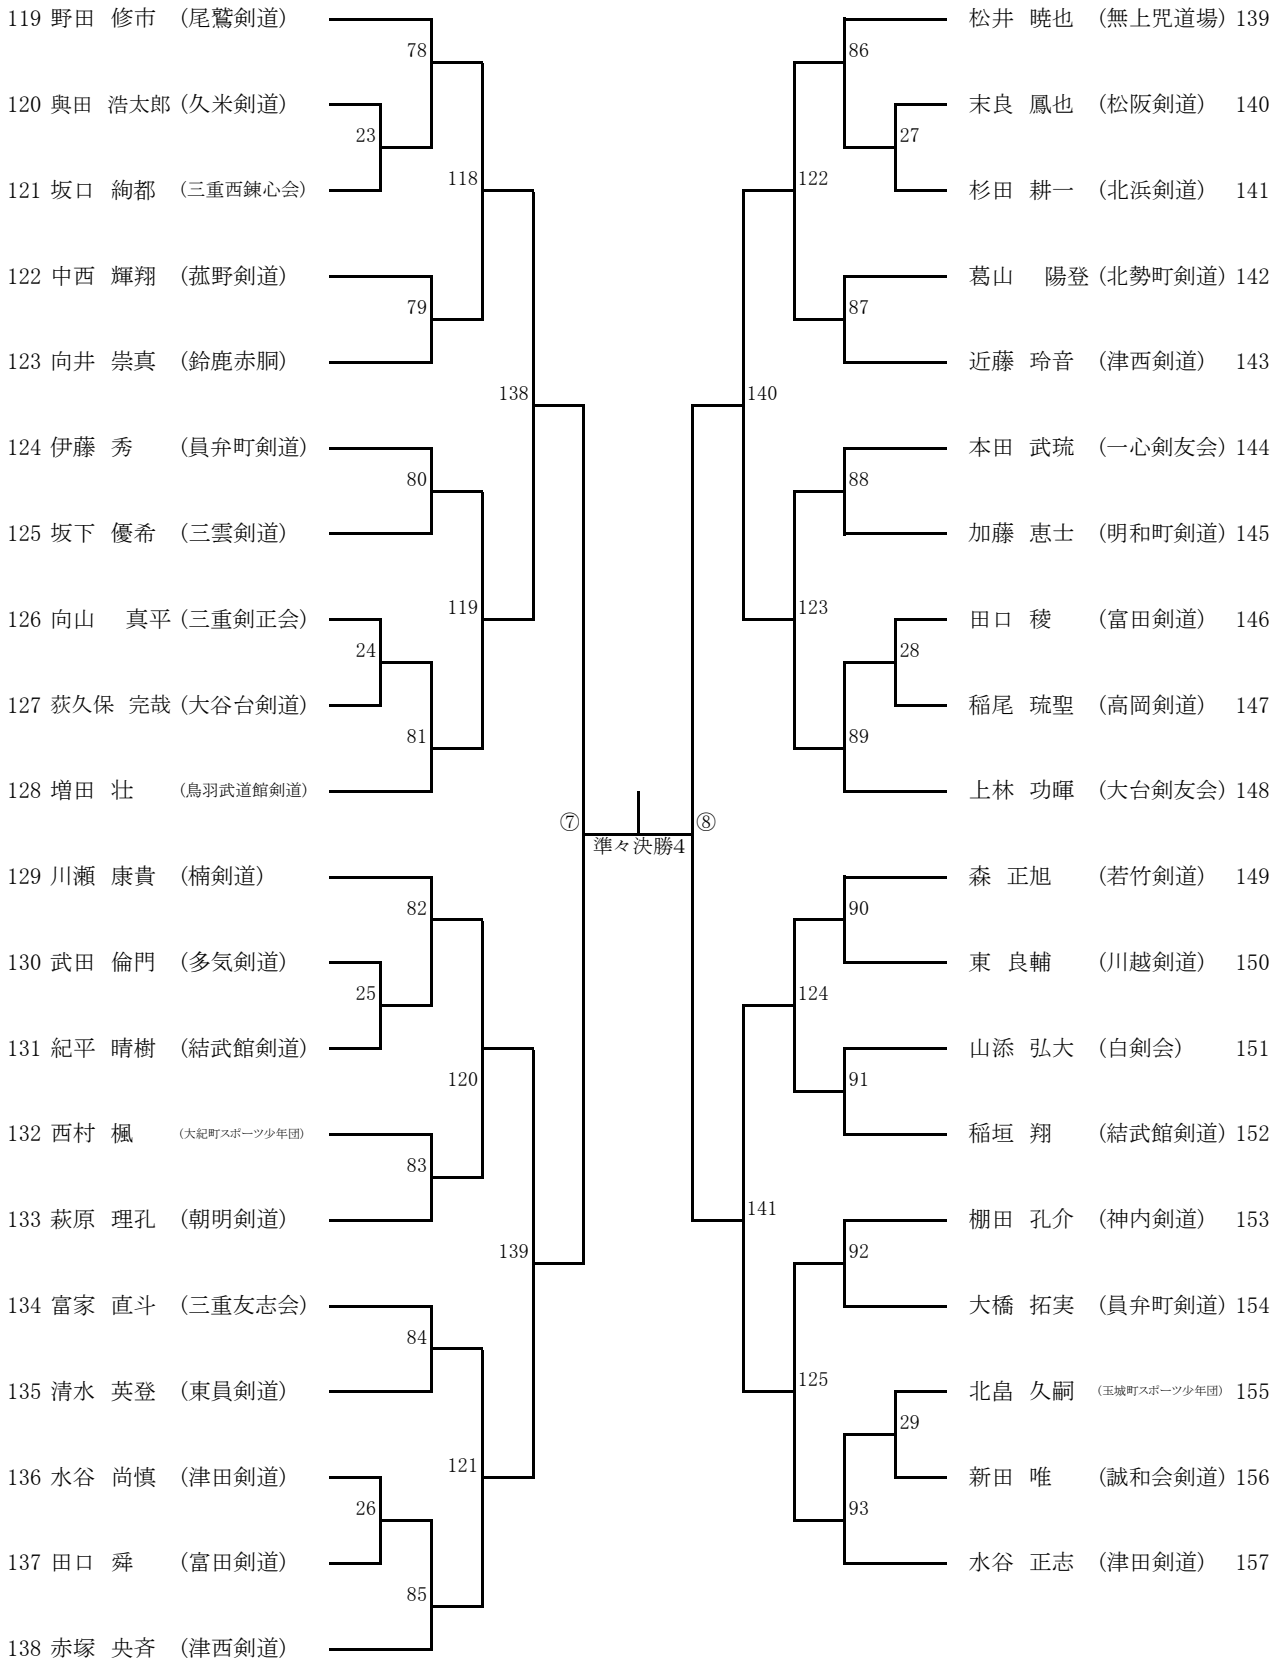 119 野田 修市 (尾鷲剣道)
78
120 與田 浩太郎 (久米剣道)
23
121 坂口 絢都 (三重西錬心会)
118
122 中西 輝翔 (菰野剣道)
79
123 向井 崇真 (鈴鹿赤胴)
138
124 伊藤 秀 (員弁町剣道)
80
125 坂下 優希 (三雲剣道)
119
126 向山 真平 (三重剣正会)
24
127 荻久保 完哉 (大谷台剣道)
81
128 増田 壮 (鳥羽武道館剣道)
⑦
準々決勝4
⑧
129 川瀬 康貴 (楠剣道)
82
130 武田 倫門 (多気剣道)
25
131 紀平 晴樹 (結武館剣道)
120
132 西村 楓 (大紀町スポーツ少年団)
83
133 萩原 理孔 (朝明剣道)
139
134 富家 直斗 (三重友志会)
84
135 清水 英登 (東員剣道)
121
136 水谷 尚慎 (津田剣道)
26
137 田口 舜 (富田剣道)
85
138 赤塚 央斉 (津西剣道)
松井 暁也 (無上咒道場) 139
86
末良 鳳也 (松阪剣道) 140
27
杉田 耕一 (北浜剣道) 141
122
葛山 陽登 (北勢町剣道) 142
87
近藤 玲音 (津西剣道) 143
140
本田 武琉 (一心剣友会) 144
88
加藤 恵士 (明和町剣道) 145
123
田口 稜 (富田剣道) 146
28
稲尾 琉聖 (高岡剣道) 147
89
上林 功暉 (大台剣友会) 148
森 正旭 (若竹剣道) 149
90
東 良輔 (川越剣道) 150
124
山添 弘大 (白剣会) 151
91
稲垣 翔 (結武館剣道) 152
141
棚田 孔介 (神内剣道) 153
92
大橋 拓実 (員弁町剣道) 154
125
北畠 久嗣 (玉城町スポーツ少年団) 155
29
新田 唯 (誠和会剣道) 156
93
水谷 正志 (津田剣道) 157